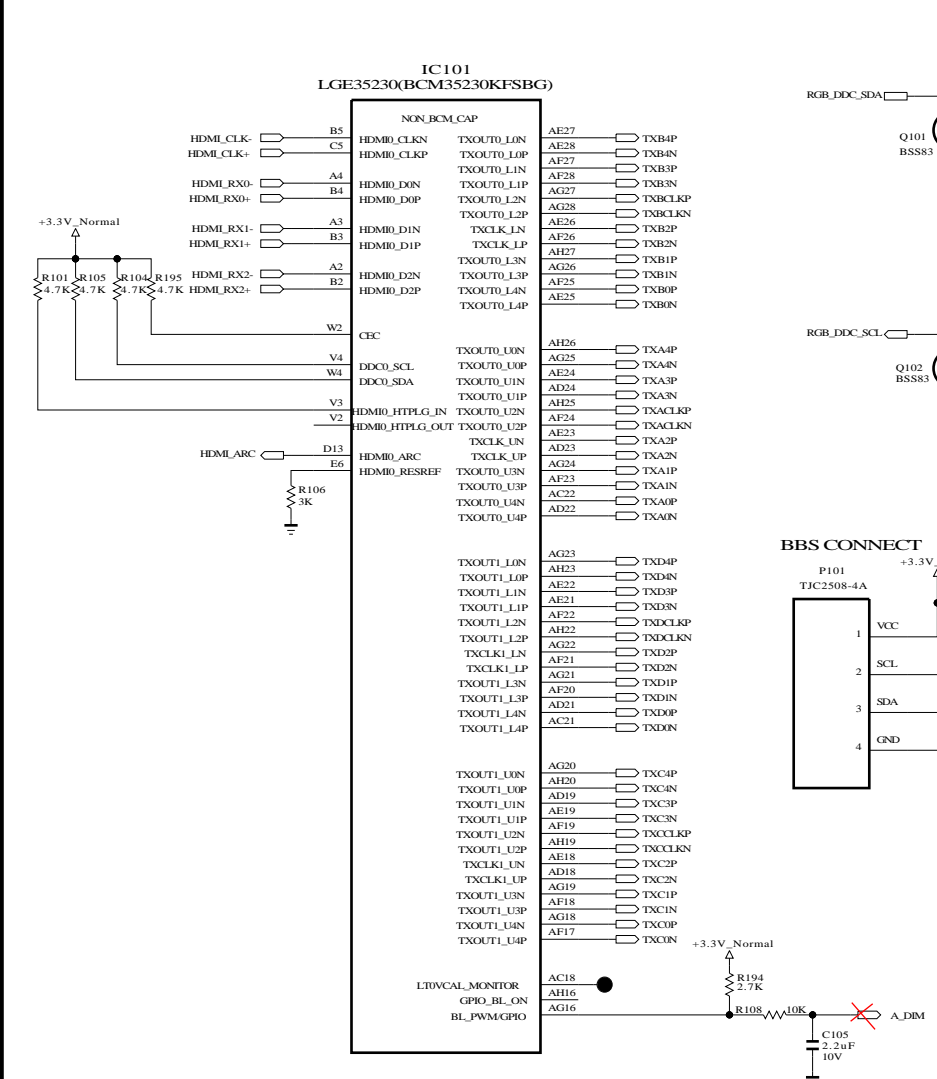 IC101
LGE35230(BCM35230KFSBG)
NON_BCM_CAP
HDMI_CLK- B5 HDMI0_CLKN
HDMI_CLK+ C5 HDMI0_CLKP
HDMI_RX0- A4 HDMI0_D0N
HDMI_RX0+ B4 HDMI0_D0P
HDMI_RX1- A3 HDMI0_D1N
HDMI_RX1+ B3 HDMI0_D1P
HDMI_RX2- A2 HDMI0_D2N
HDMI_RX2+ B2 HDMI0_D2P
+3.3V_Normal
R101 R105 R104 R195
4.7K 4.7K 4.7K 4.7K
W2 CEC
V4 DDC0_SCL
W4 DDC0_SDA
V3 HDMI0_HTPLG_IN
V2 HDMI0_HTPLG_OUT
HDMI_ARC D13 HDMI0_ARC
E6 HDMI0_RESREF
R106
3K
TXOUT0_L0N AE27 TXB4P
TXOUT0_L0P AE28 TXB4N
TXOUT0_L1N AF27 TXB3P
TXOUT0_L1P AF28 TXB3N
TXOUT0_L2N AG27 TXBCLKP
TXOUT0_L2P AG28 TXBCLKN
TXCLK_LN AE26 TXB2P
TXCLK_LP AF26 TXB2N
TXOUT0_L3N AH27 TXB1P
TXOUT0_L3P AG26 TXB1N
TXOUT0_L4N AF25 TXB0P
TXOUT0_L4P AE25 TXB0N
TXOUT0_U0N AH26 TXA4P
TXOUT0_U0P AG25 TXA4N
TXOUT0_U1N AE24 TXA3P
TXOUT0_U1P AD24 TXA3N
TXOUT0_U2N AH25 TXACLKP
TXOUT0_U2P AF24 TXACLKN
TXCLK_UN AE23 TXA2P
TXCLK_UP AD23 TXA2N
TXOUT0_U3N AG24 TXA1P
TXOUT0_U3P AF23 TXA1N
TXOUT0_U4N AC22 TXA0P
TXOUT0_U4P AD22 TXA0N
TXOUT1_L0N AG23 TXD4P
TXOUT1_L0P AH23 TXD4N
TXOUT1_L1N AE22 TXD3P
TXOUT1_L1P AE21 TXD3N
TXOUT1_L2N AF22 TXDCLKP
TXOUT1_L2P AH22 TXDCLKN
TXCLK1_LN AG22 TXD2P
TXCLK1_LP AF21 TXD2N
TXOUT1_L3N AG21 TXD1P
TXOUT1_L3P AF20 TXD1N
TXOUT1_L4N AD21 TXD0P
TXOUT1_L4P AC21 TXD0N
TXOUT1_U0N AG20 TXC4P
TXOUT1_U0P AH20 TXC4N
TXOUT1_U1N AD19 TXC3P
TXOUT1_U1P AE19 TXC3N
TXOUT1_U2N AF19 TXCCLKP
TXOUT1_U2P AH19 TXCCLKN
TXCLK1_UN AE18 TXC2P
TXCLK1_UP AD18 TXC2N
TXOUT1_U3N AG19 TXC1P
TXOUT1_U3P AF18 TXC1N
TXOUT1_U4N AG18 TXC0P
TXOUT1_U4P AF17 TXC0N
LT0VCAL_MONITOR AC18
GPIO_BL_ON AH16
BL_PWM/GPIO AG16
+3.3V_Normal
R194
2.7K
R108 10K
A_DIM
C105
2.2uF
10V
RGB_DDC_SDA
Q101
BSS83
RGB_DDC_SCL
Q102
BSS83
BBS CONNECT
P101
TJC2508-4A
+3.3V_
1 VCC
2 SCL
3 SDA
4 GND